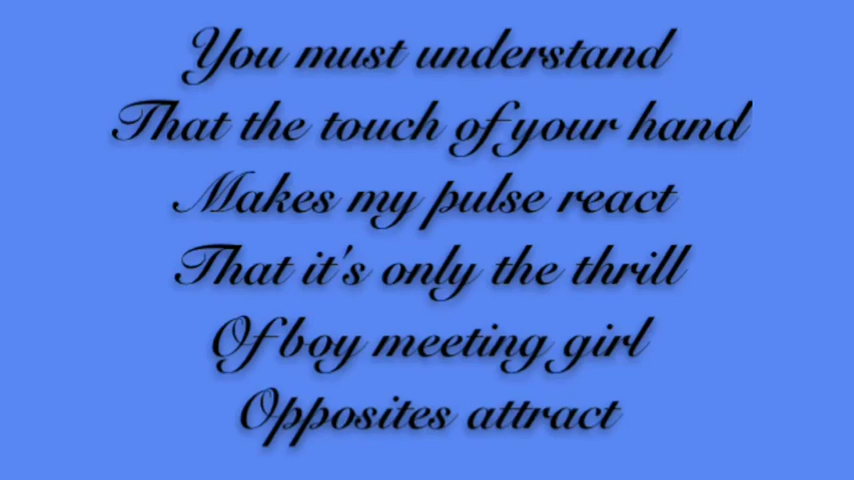 You must understand
That the touch of your hand
Makes my pulse react
That it's only the thrill
Of boy meeting girl
Opposites attract